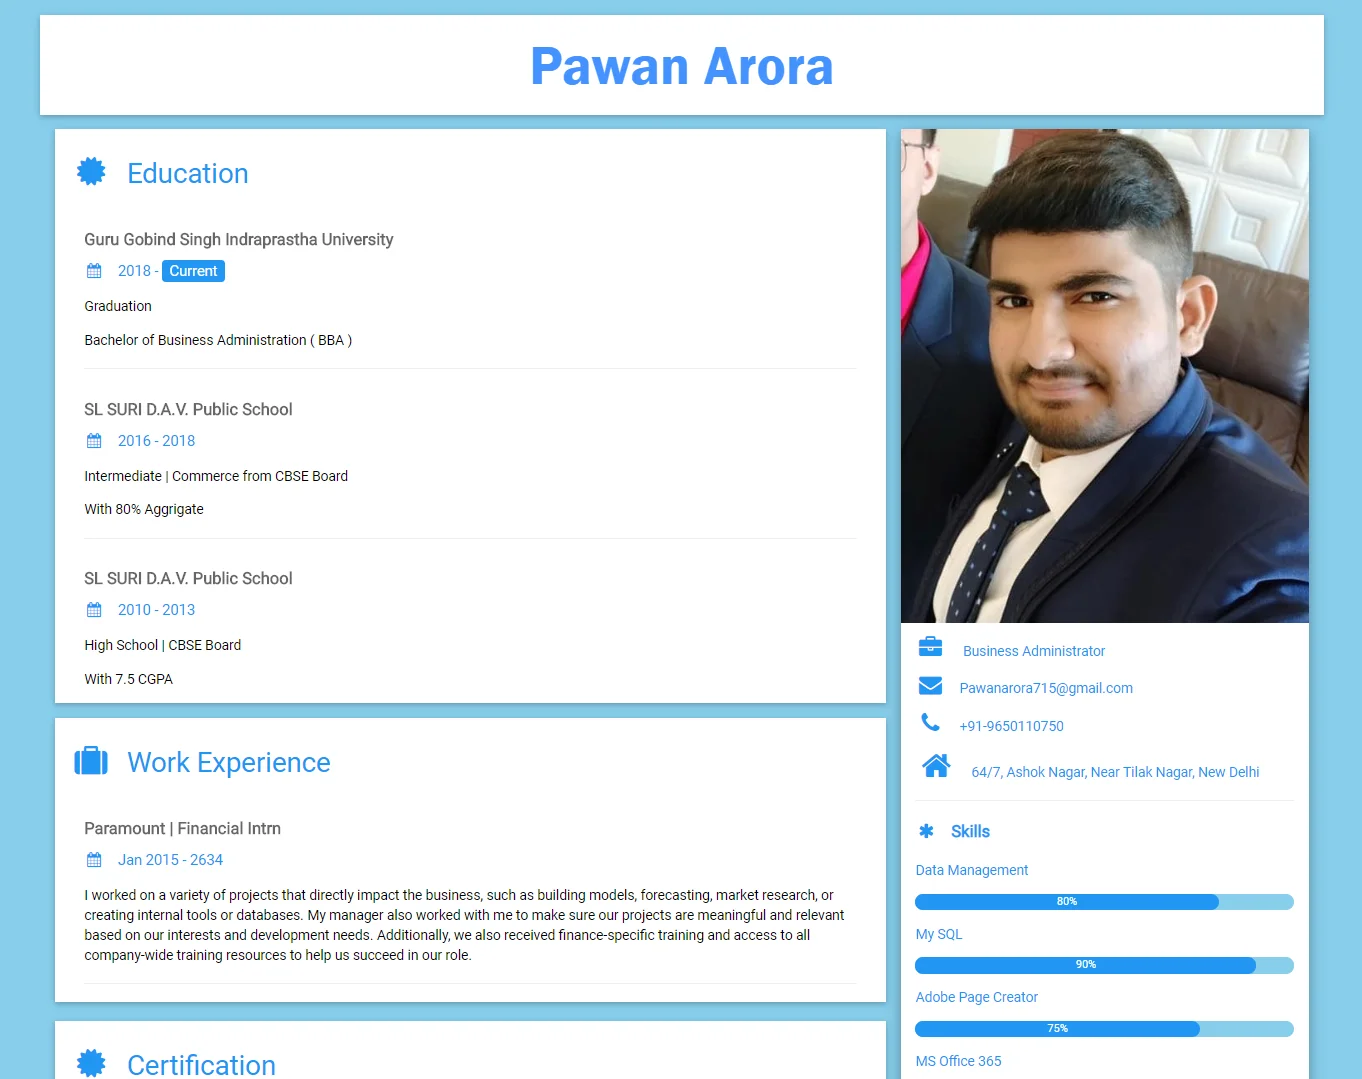 Pawan Arora
Education
Guru Gobind Singh Indraprastha University
2018 - Current
Graduation
Bachelor of Business Administration ( BBA )
SL SURI D.A.V. Public School
2016 - 2018
Intermediate | Commerce from CBSE Board
With 80% Aggrigate
SL SURI D.A.V. Public School
2010 - 2013
High School | CBSE Board
With 7.5 CGPA
Work Experience
Paramount | Financial Intrn
Jan 2015 - 2634
I worked on a variety of projects that directly impact the business, such as building models, forecasting, market research, or
creating internal tools or databases. My manager also worked with me to make sure our projects are meaningful and relevant
based on our interests and development needs. Additionally, we also received finance-specific training and access to all
company-wide training resources to help us succeed in our role.
Certification
Business Administrator
Pawanarora715@gmail.com
+91-9650110750
64/7, Ashok Nagar, Near Tilak Nagar, New Delhi
Skills
Data Management
80%
My SQL
90%
Adobe Page Creator
75%
MS Office 365